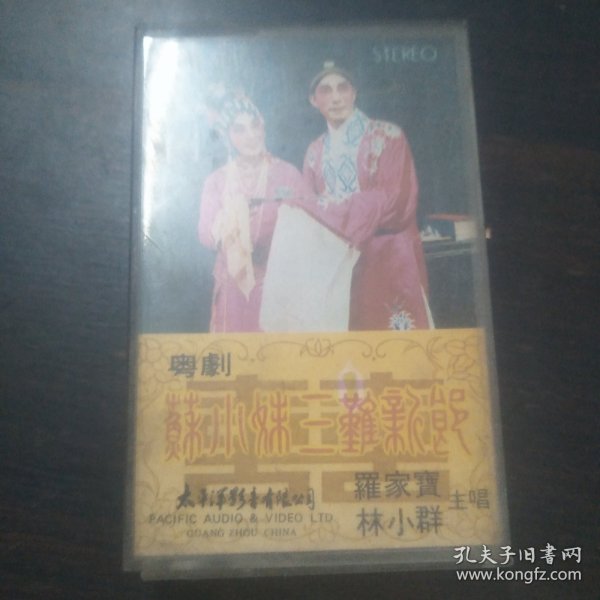 STEREO
粤劇
蘇小妹三難新郎
羅家寶
林小群
主唱
太平洋影音有限公司
PACIFIC AUDIO & VIDEO LTD
GUANG ZHOU CHINA
孔夫子旧书网
www.kongfz.com